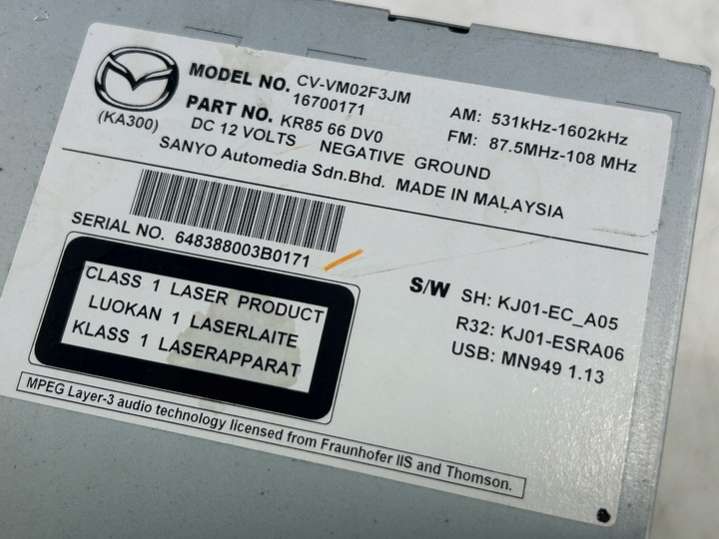 MODEL NO. CV-VM02F3JM
16700171
(KA300)
PART NO. KR85 66 DV0
DC 12 VOLTS NEGATIVE GROUND
SANYO Automedia Sdn.Bhd. MADE IN MALAYSIA
AM: 531kHz-1602kHz
FM: 87.5MHz-108 MHz
SERIAL NO. 648388003B0171
CLASS 1 LASER PRODUCT
LUOKAN 1 LASERLAITE
KLASS 1 LASERAPPARAT
S/W SH: KJ01-EC_A05
R32: KJ01-ESRA06
USB: MN949 1.13
MPEG Layer-3 audio technology licensed from Fraunhofer IIS and Thomson.